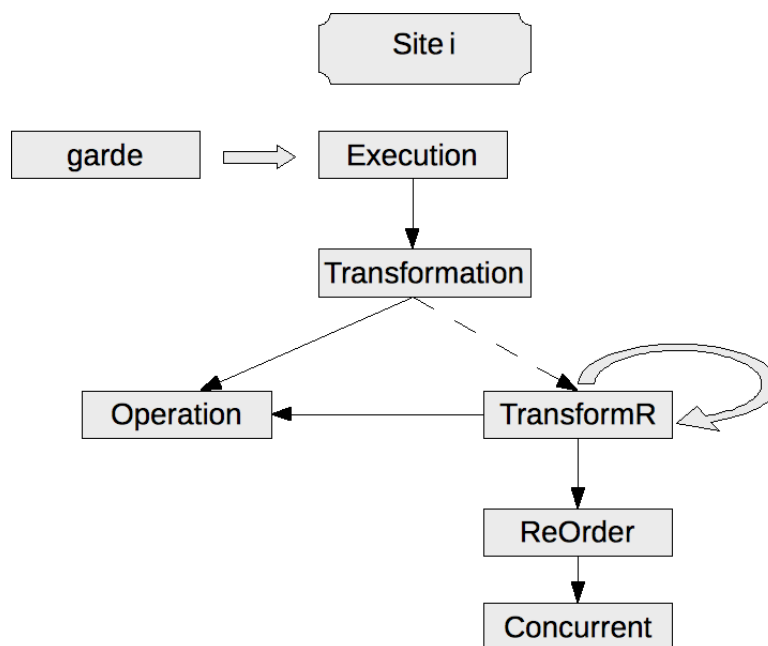 Site i
garde
Execution
Transformation
Operation
TransformR
ReOrder
Concurrent